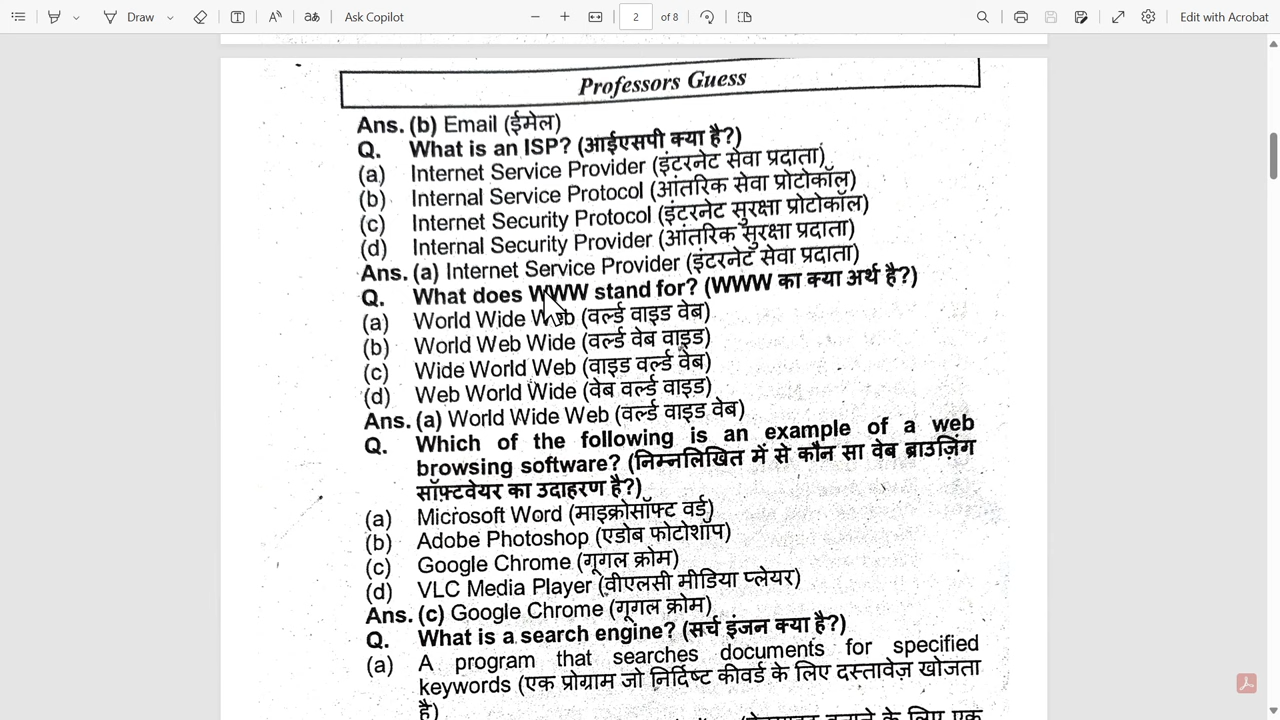 Draw
Ask Copilot
2 of 8
Edit with Acrobat
Professors Guess
Ans. (b) Email (ईमेल)
Q. What is an ISP? (आईएसपी क्या है?)
(a) Internet Service Provider (इंटरनेट सेवा प्रदाता)
(b) Internal Service Protocol (आंतरिक सेवा प्रोटोकॉल)
(c) Internet Security Protocol (इंटरनेट सुरक्षा प्रोटोकॉल)
(d) Internal Security Provider (आंतरिक सुरक्षा प्रदाता)
Ans. (a) Internet Service Provider (इंटरनेट सेवा प्रदाता)
Q. What does WWW stand for? (WWW का क्या अर्थ है?)
(a) World Wide Web (वर्ल्ड वाइड वेब)
(b) World Web Wide (वर्ल्ड वेब वाइड)
(c) Wide World Web (वाइड वर्ल्ड वेब)
(d) Web World Wide (वेब वर्ल्ड वाइड)
Ans. (a) World Wide Web (वर्ल्ड वाइड वेब)
Q. Which of the following is an example of a web
browsing software? (निम्नलिखित में से कौन सा वेब ब्राउज़िंग
सॉफ़्टवेयर का उदाहरण है?)
(a) Microsoft Word (माइक्रोसॉफ्ट वर्ड)
(b) Adobe Photoshop (एडोब फोटोशॉप)
(c) Google Chrome (गूगल क्रोम)
(d) VLC Media Player (वीएलसी मीडिया प्लेयर)
Ans. (c) Google Chrome (गूगल क्रोम)
Q. What is a search engine? (सर्च इंजन क्या है?)
(a) A program that searches documents for specified
keywords (एक प्रोग्राम जो निर्दिष्ट कीवर्ड के लिए दस्तावेज़ खोजता
है)